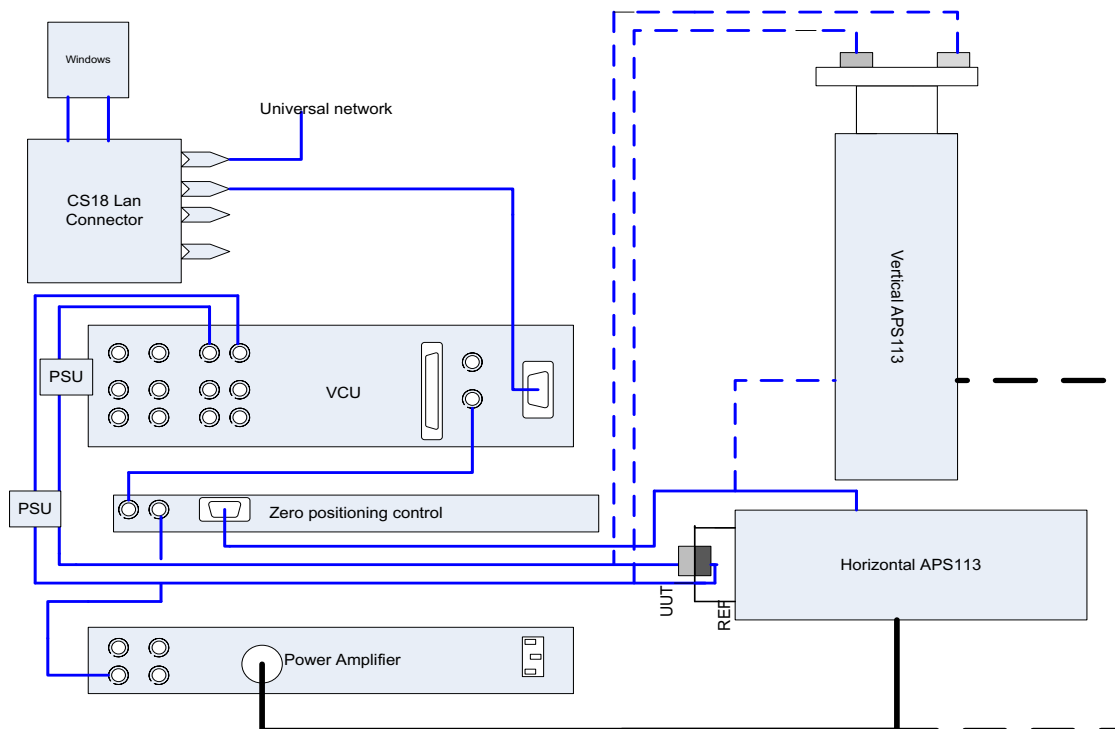 Windows
Universal network
CS18 Lan
Connector
Vertical APS113
PSU
VCU
PSU
Zero positioning control
Horizontal APS113
UUT
REF
Power Amplifier